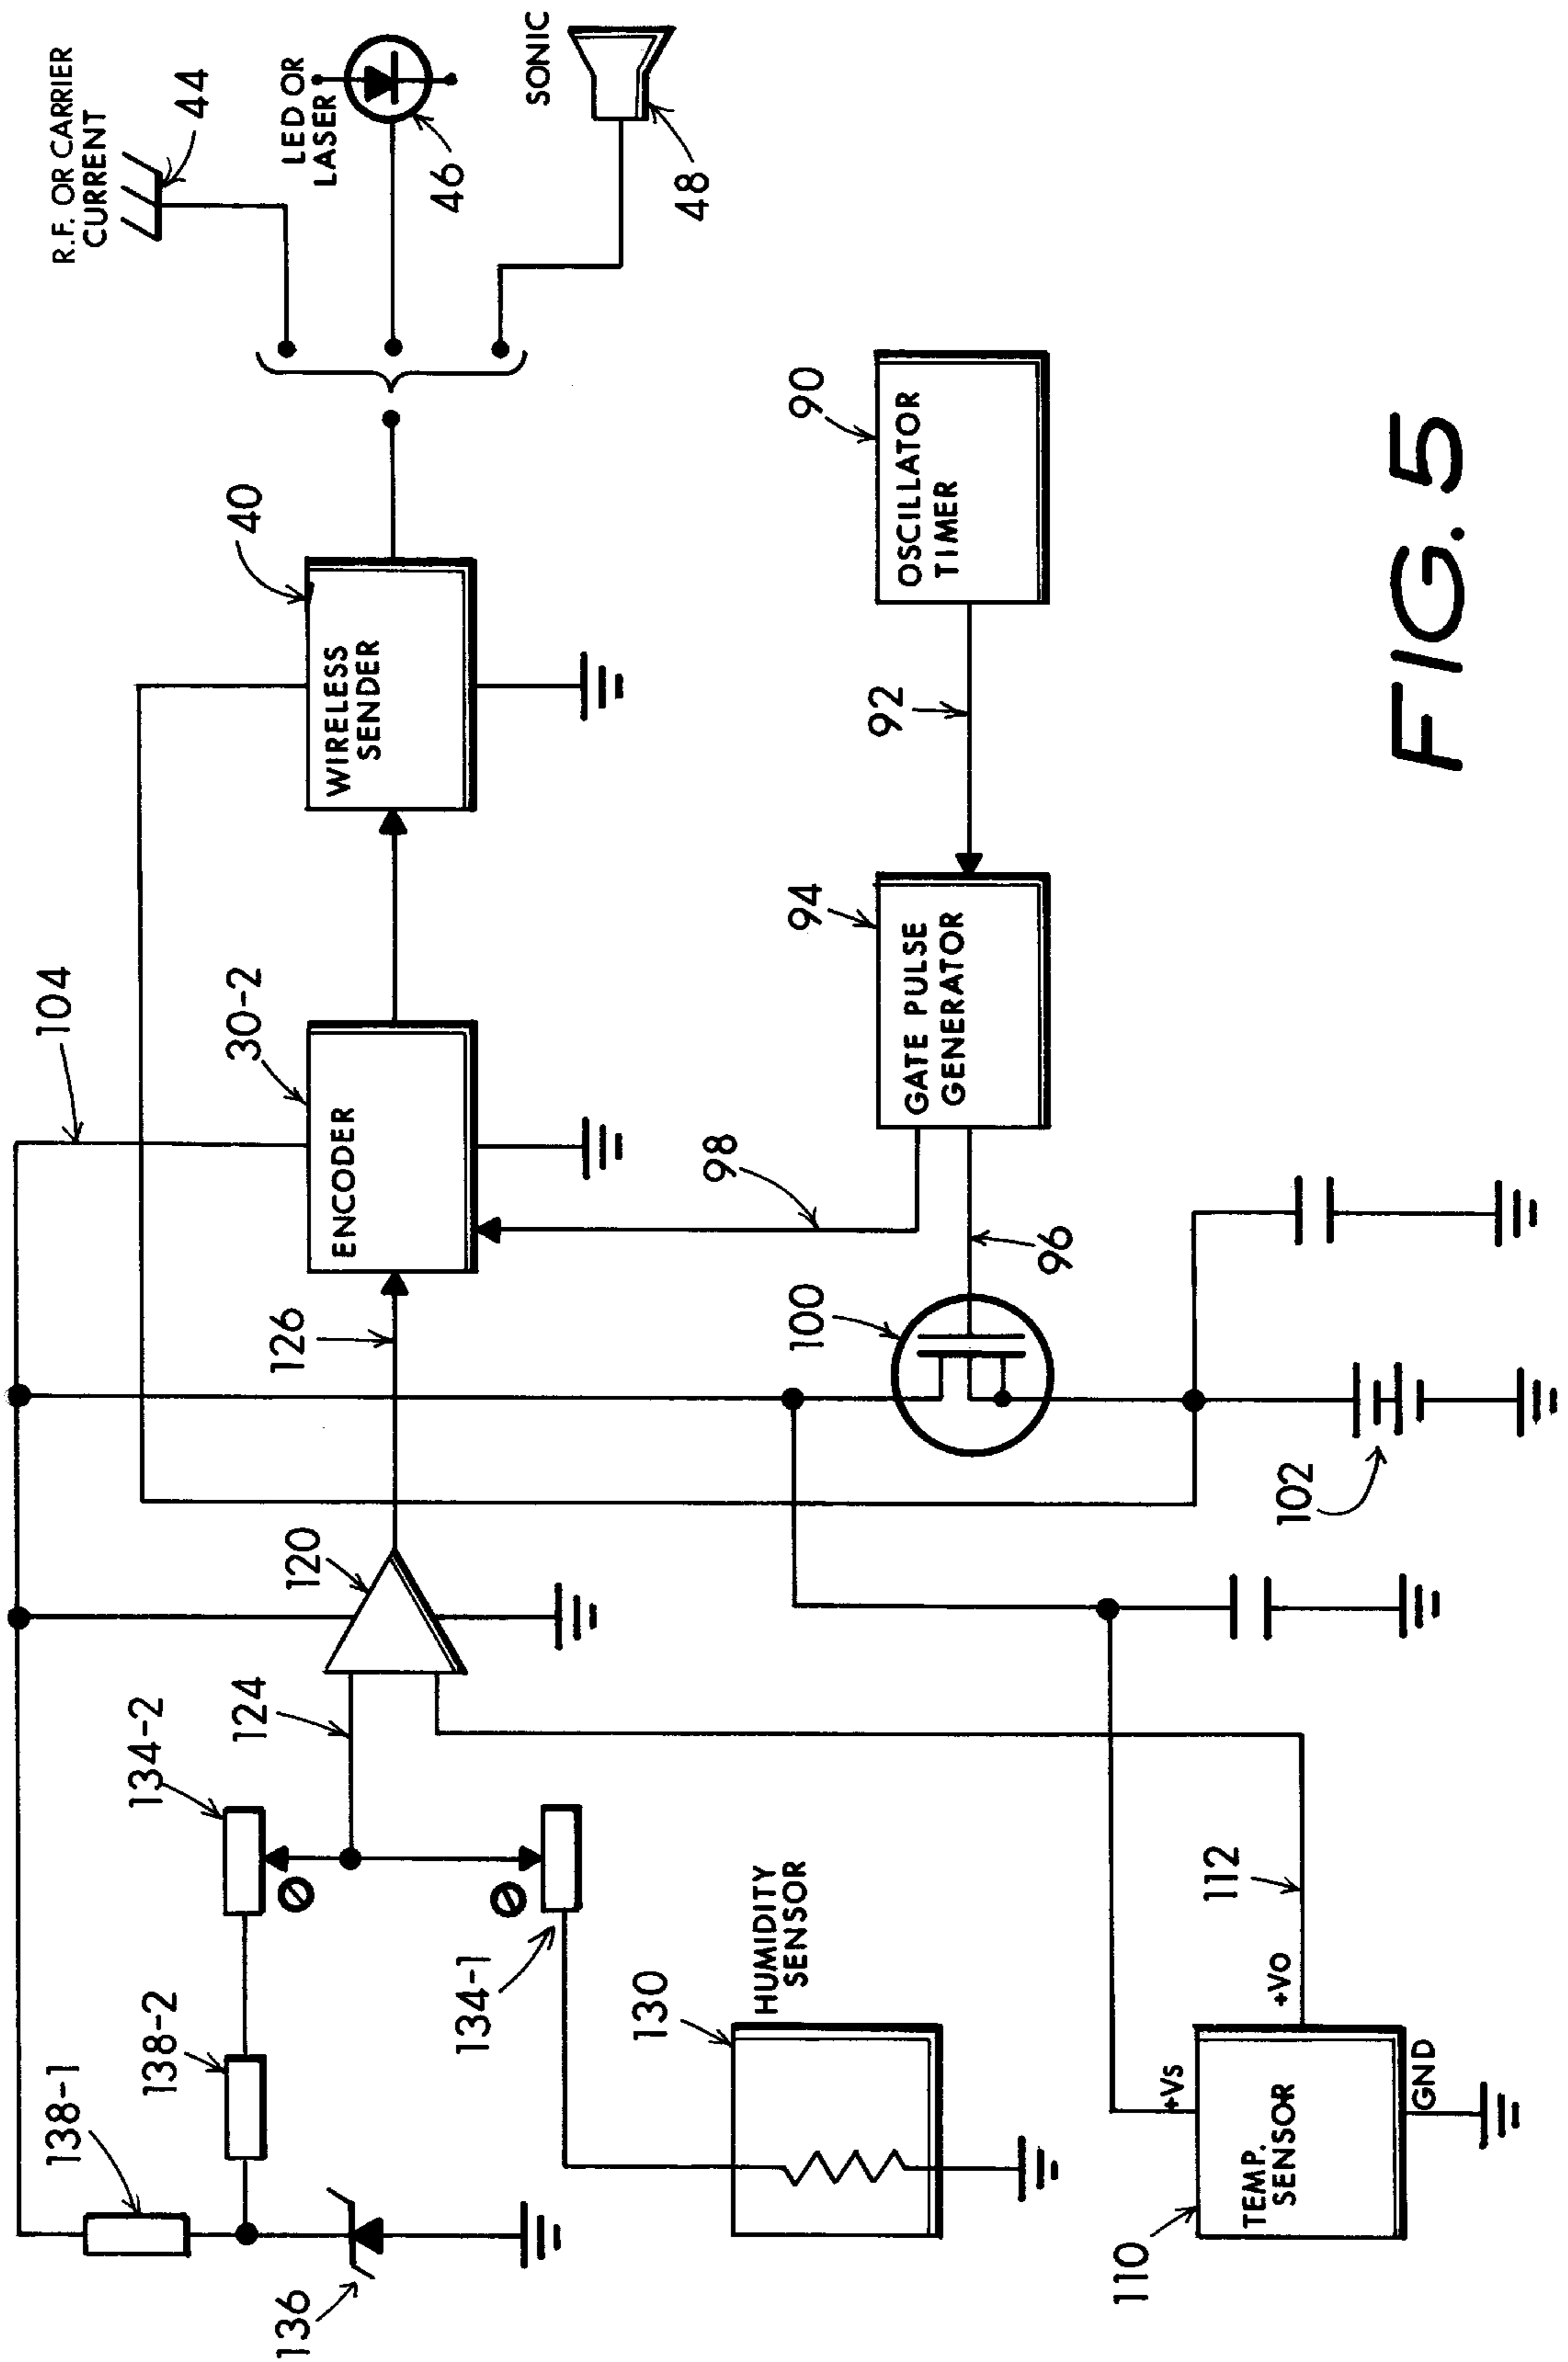 R.F. OR CARRIER
CURRENT
44
LED OR
LASER
46
SONIC
48
40
WIRELESS
SENDER
104
30-2
ENCODER
126
120
124
134-2
138-2
138-1
136
134-1
HUMIDITY
SENSOR
130
90
OSCILLATOR
TIMER
92
94
GATE PULSE
GENERATOR
98
96
100
102
112
+Vo
+Vs
TEMP.
SENSOR
GND
110
FIG. 5